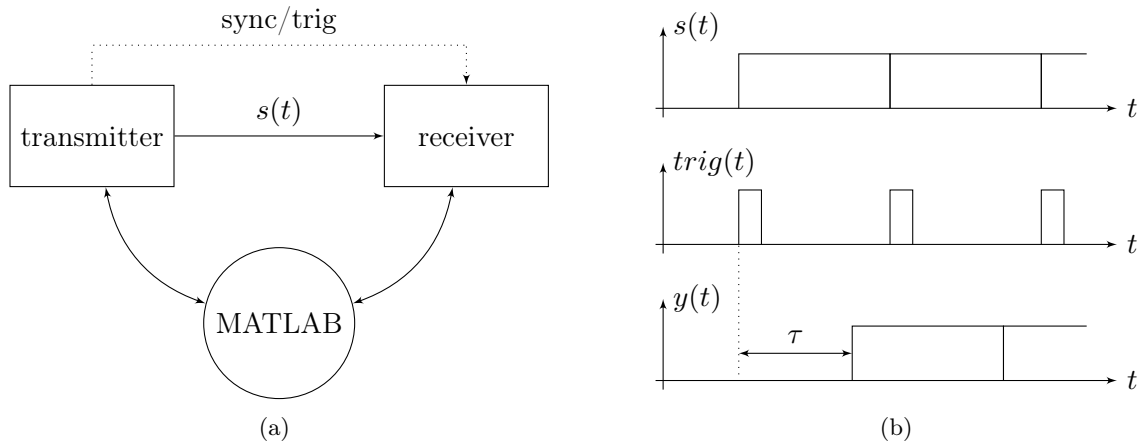 sync/trig
transmitter
s(t)
receiver
MATLAB
(a)
s(t)
t
trig(t)
t
y(t)
τ
t
(b)